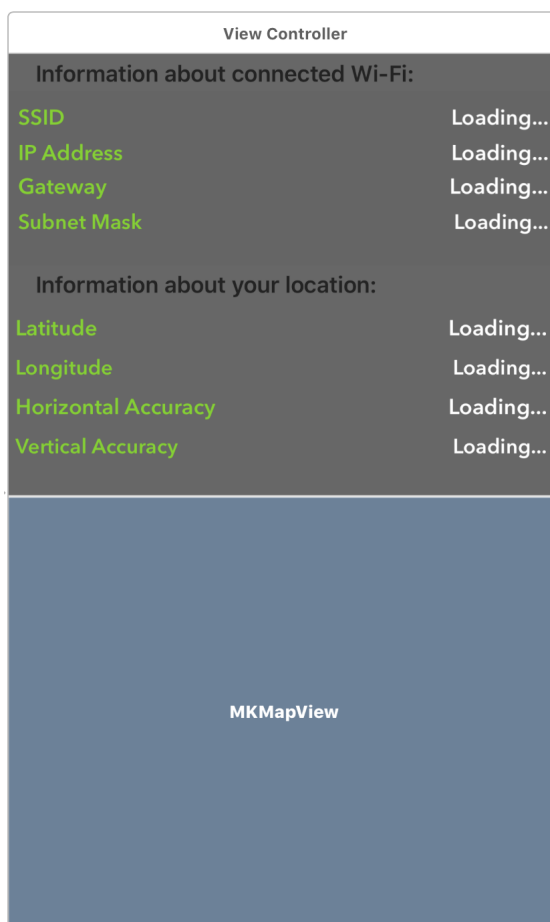 View Controller
Information about connected Wi-Fi:
SSID Loading...
IP Address Loading...
Gateway Loading...
Subnet Mask Loading...
Information about your location:
Latitude Loading...
Longitude Loading...
Horizontal Accuracy Loading...
Vertical Accuracy Loading...
MKMapView